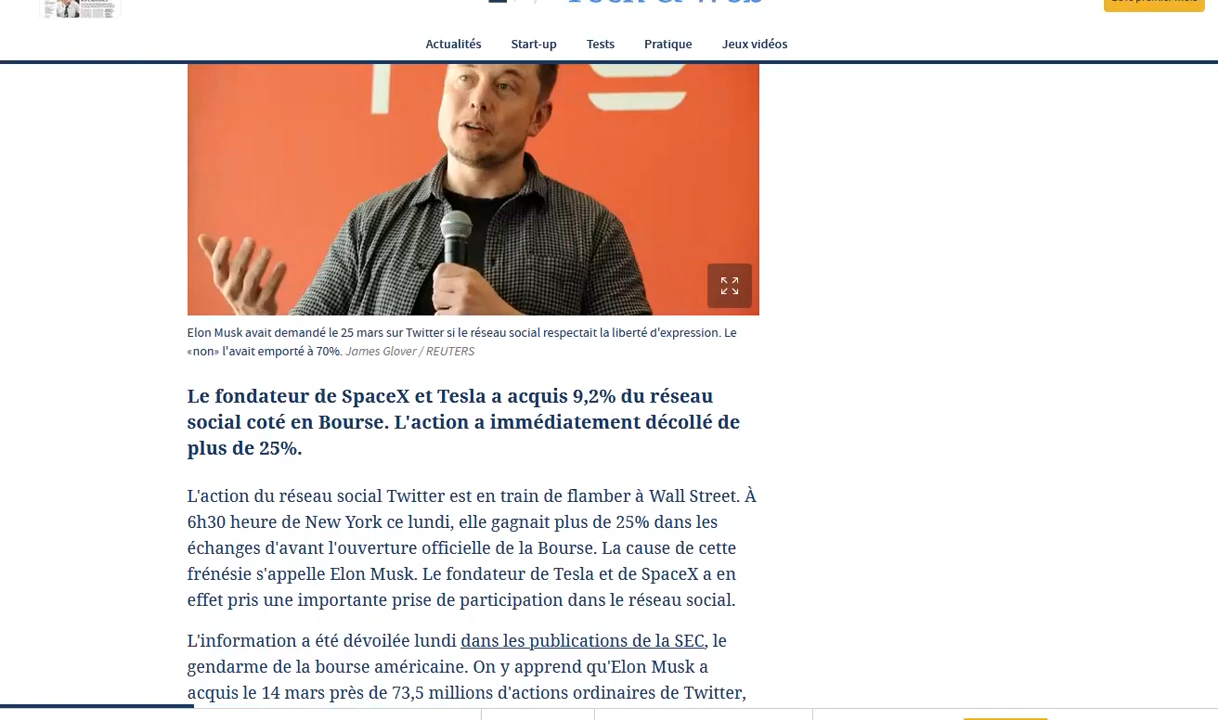 Actualités Start-up Tests Pratique Jeux vidéos
Elon Musk avait demandé le 25 mars sur Twitter si le réseau social respectait la liberté d'expression. Le
«non» l'avait emporté à 70%. James Glover / REUTERS
Le fondateur de SpaceX et Tesla a acquis 9,2% du réseau
social coté en Bourse. L'action a immédiatement décollé de
plus de 25%.
L'action du réseau social Twitter est en train de flamber à Wall Street. À
6h30 heure de New York ce lundi, elle gagnait plus de 25% dans les
échanges d'avant l'ouverture officielle de la Bourse. La cause de cette
frénésie s'appelle Elon Musk. Le fondateur de Tesla et de SpaceX a en
effet pris une importante prise de participation dans le réseau social.
L'information a été dévoilée lundi dans les publications de la SEC, le
gendarme de la bourse américaine. On y apprend qu'Elon Musk a
acquis le 14 mars près de 73,5 millions d'actions ordinaires de Twitter,